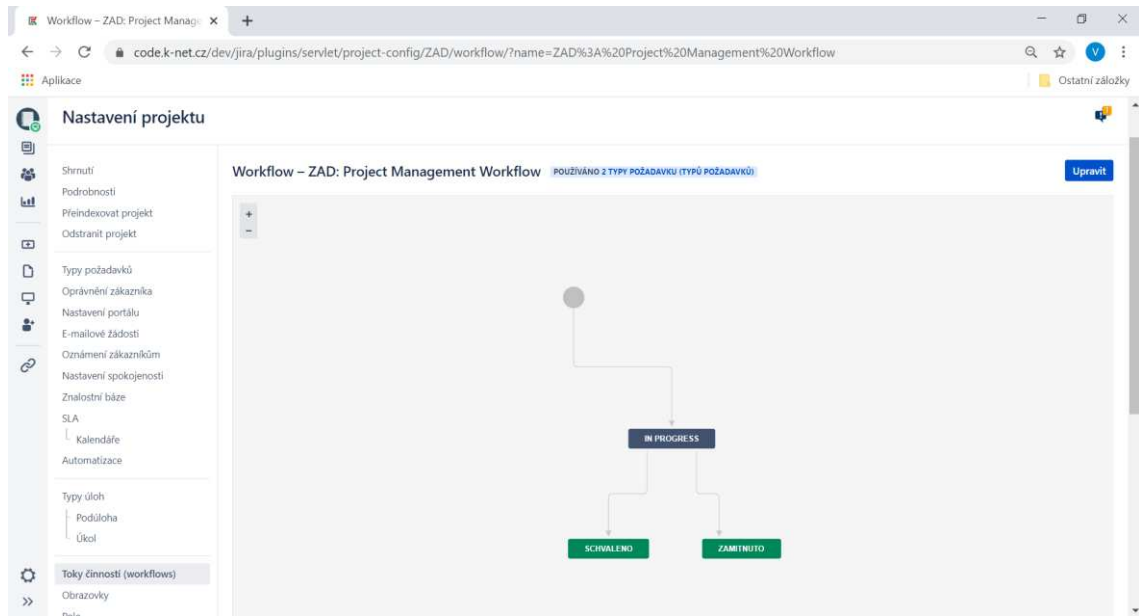 Workflow – ZAD: Project Manage
code.k-net.cz/dev/jira/plugins/servlet/project-config/ZAD/workflow/?name=ZAD%3A%20Project%20Management%20Workflow
V
Aplikace
Ostatní záložky
Nastavení projektu
Shrnutí
Podrobnosti
Přeindexovat projekt
Odstranit projekt
Typy požadavků
Oprávnění zákazníka
Nastavení portálu
E-mailové žádosti
Oznámení zákazníkům
Nastavení spokojenosti
Znalostní báze
SLA
Kalendáře
Automatizace
Typy úloh
Podúloha
Úkol
Toky činností (workflows)
Obrazovky
Workflow – ZAD: Project Management Workflow POUŽÍVÁNO 2 TYPY POŽADAVKU (TYPŮ POŽADAVKŮ)
Upravit
+
−
IN PROGRESS
SCHVALENO ZAMITNUTO